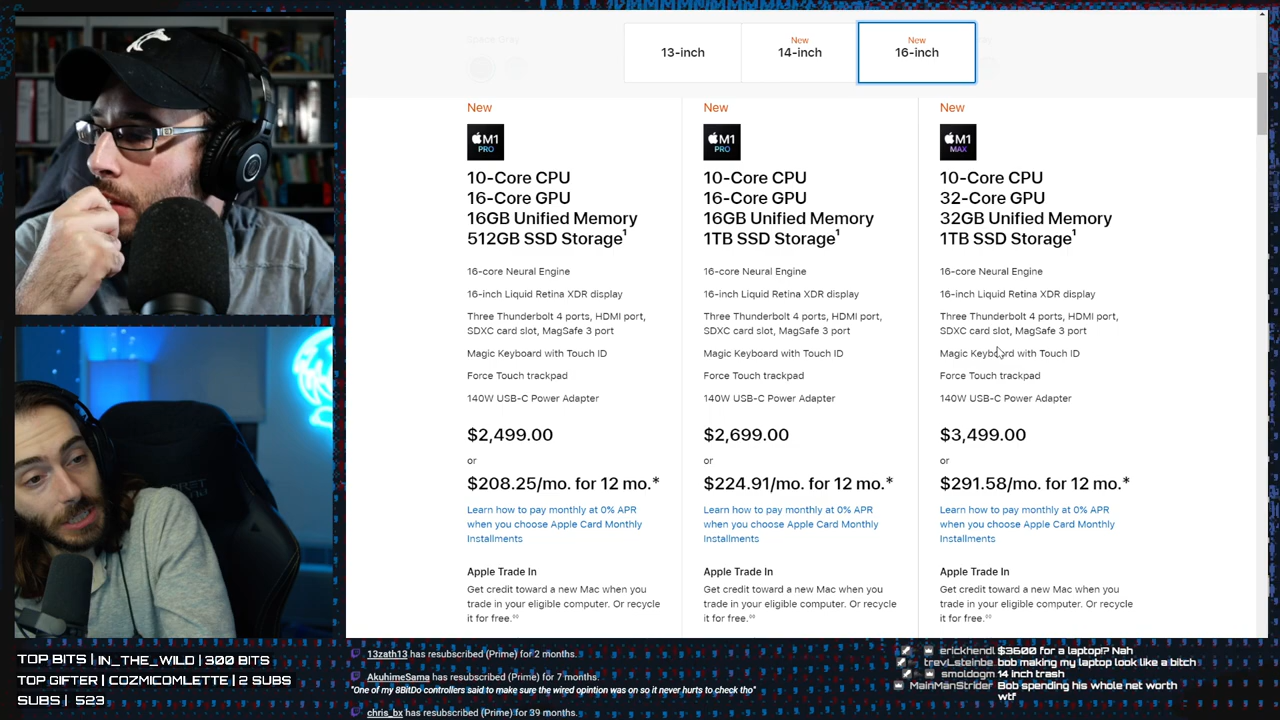 13-inch
New
14-inch
New
16-inch
New
M1
PRO
10-Core CPU
16-Core GPU
16GB Unified Memory
512GB SSD Storage¹
16-core Neural Engine
16-inch Liquid Retina XDR display
Three Thunderbolt 4 ports, HDMI port,
SDXC card slot, MagSafe 3 port
Magic Keyboard with Touch ID
Force Touch trackpad
140W USB-C Power Adapter
$2,499.00
or
$208.25/mo. for 12 mo.*
Learn how to pay monthly at 0% APR
when you choose Apple Card Monthly
Installments
Apple Trade In
Get credit toward a new Mac when you
trade in your eligible computer. Or recycle
it for free.°°
New
M1
PRO
10-Core CPU
16-Core GPU
16GB Unified Memory
1TB SSD Storage¹
16-core Neural Engine
16-inch Liquid Retina XDR display
Three Thunderbolt 4 ports, HDMI port,
SDXC card slot, MagSafe 3 port
Magic Keyboard with Touch ID
Force Touch trackpad
140W USB-C Power Adapter
$2,699.00
or
$224.91/mo. for 12 mo.*
Learn how to pay monthly at 0% APR
when you choose Apple Card Monthly
Installments
Apple Trade In
Get credit toward a new Mac when you
trade in your eligible computer. Or recycle
it for free.°°
New
M1
MAX
10-Core CPU
32-Core GPU
32GB Unified Memory
1TB SSD Storage¹
16-core Neural Engine
16-inch Liquid Retina XDR display
Three Thunderbolt 4 ports, HDMI port,
SDXC card slot, MagSafe 3 port
Magic Keyboard with Touch ID
Force Touch trackpad
140W USB-C Power Adapter
$3,499.00
or
$291.58/mo. for 12 mo.*
Learn how to pay monthly at 0% APR
when you choose Apple Card Monthly
Installments
Apple Trade In
Get credit toward a new Mac when you
trade in your eligible computer. Or recycle
it for free.°°
TOP BITS | IN_THE_WILD | 300 BITS
TOP GIFTER | COZMICOMLETTE | 2 SUBS
SUBS | 523
13zath13 has resubscribed (Prime) for 2 months.
AkuhimeSama has resubscribed (Prime) for 7 months.
"One of my 8BitDo controllers said to make sure the wired opintion was on so it never hurts to check tho"
chris_bx has resubscribed (Prime) for 39 months.
erickhendi $3600 for a laptop!? Nah
trevLsteinbe bob making my laptop look like a bitch
smoldogm 14 inch trash
MainManStrider Bob spending his whole net worth
wtf